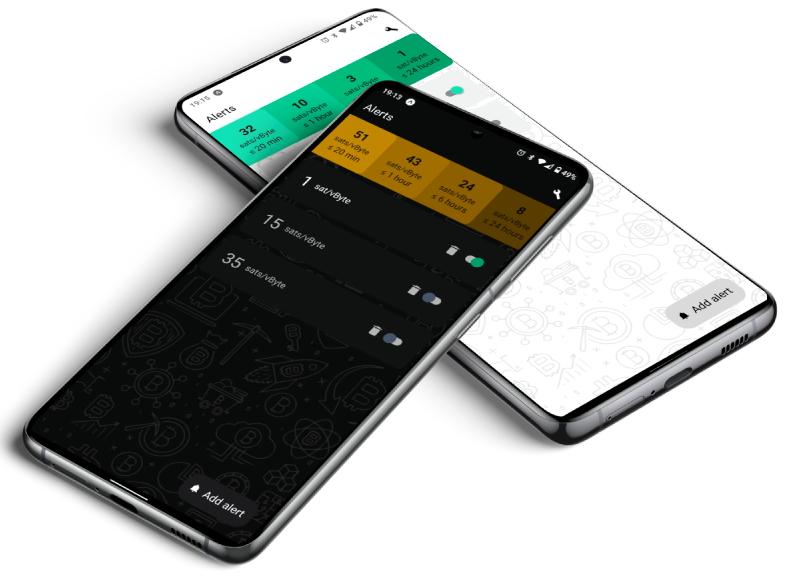 19:15
49%
Alerts
32
sats/vByte
≤ 20 min
10
sats/vByte
≤ 1 hour
3
sats/vByte
1
sats/vByte
≤ 24 hours
Add alert
19:13
49%
Alerts
51
sats/vByte
≤ 20 min
43
sats/vByte
≤ 1 hour
24
sats/vByte
≤ 6 hours
8
sats/vByte
≤ 24 hours
1 sat/vByte
15 sats/vByte
35 sats/vByte
Add alert